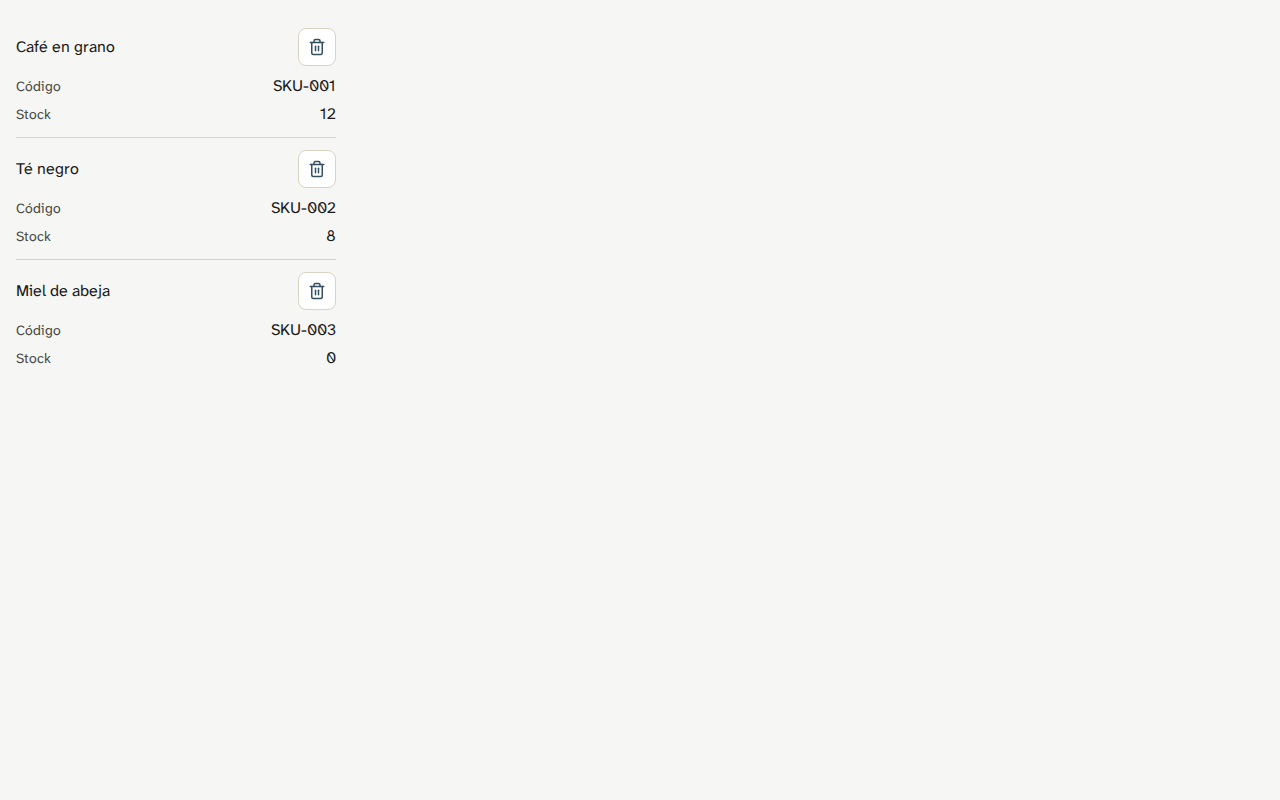 Café en grano
Código SKU-001
Stock 12
Té negro
Código SKU-002
Stock 8
Miel de abeja
Código SKU-003
Stock 0